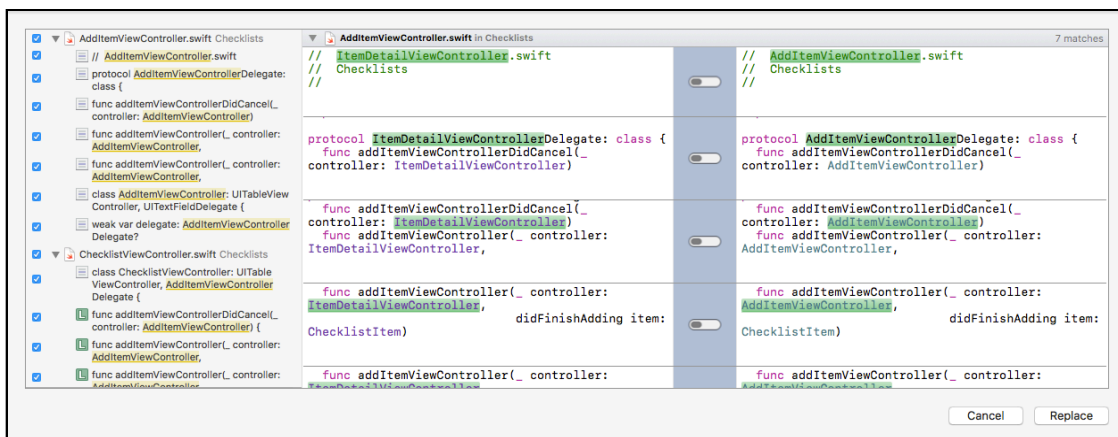 AddItemViewController.swift Checklists
// AddItemViewController.swift
protocol AddItemViewControllerDelegate:
class {
func addItemViewControllerDidCancel(_
controller: AddItemViewController)
func addItemViewController(_ controller:
AddItemViewController,
func addItemViewController(_ controller:
AddItemViewController,
class AddItemViewController: UITableView
Controller, UITextFieldDelegate {
weak var delegate: AddItemViewController
Delegate?
ChecklistViewController.swift Checklists
class ChecklistViewController: UITable
ViewController, AddItemViewController
Delegate {
L func addItemViewControllerDidCancel(_
controller: AddItemViewController) {
L func addItemViewController(_ controller:
AddItemViewController,
L func addItemViewController(_ controller:
AddItemViewController,
AddItemViewController.swift in Checklists
7 matches
// ItemDetailViewController.swift
// Checklists
//
protocol ItemDetailViewControllerDelegate: class {
func addItemViewControllerDidCancel(_
controller: ItemDetailViewController)
func addItemViewControllerDidCancel(_
controller: ItemDetailViewController)
func addItemViewController(_ controller:
ItemDetailViewController,
func addItemViewController(_ controller:
ItemDetailViewController,
didFinishAdding item:
ChecklistItem)
func addItemViewController(_ controller:
ItemDetailViewController
// AddItemViewController.swift
// Checklists
//
protocol AddItemViewControllerDelegate: class {
func addItemViewControllerDidCancel(_
controller: AddItemViewController)
func addItemViewControllerDidCancel(_
controller: AddItemViewController)
func addItemViewController(_ controller:
AddItemViewController,
func addItemViewController(_ controller:
AddItemViewController,
didFinishAdding item:
ChecklistItem)
func addItemViewController(_ controller:
AddItemViewController
Cancel
Replace